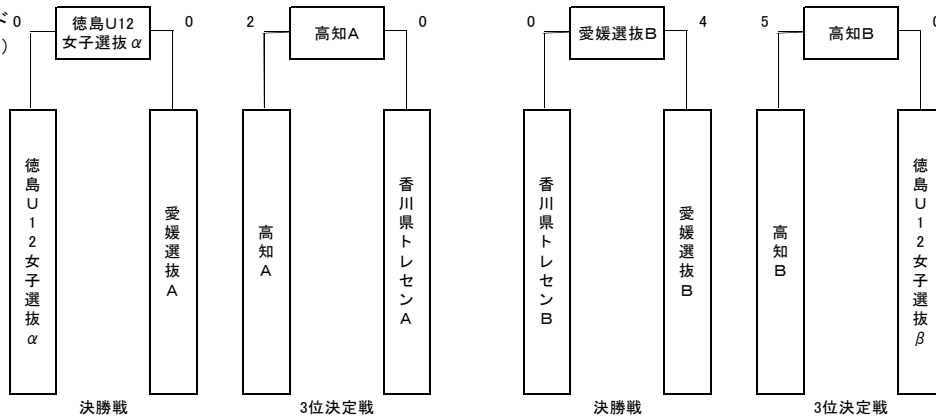 ド
)
0
徳島U12
女子選抜α
0
2
高知A
0
0
愛媛選抜B
4
5
高知B
0
徳島U12女子選抜α
愛媛選抜A
高知A
香川県トレセンA
香川県トレセンB
愛媛選抜B
高知B
徳島U12女子選抜β
決勝戦
3位決定戦
決勝戦
3位決定戦